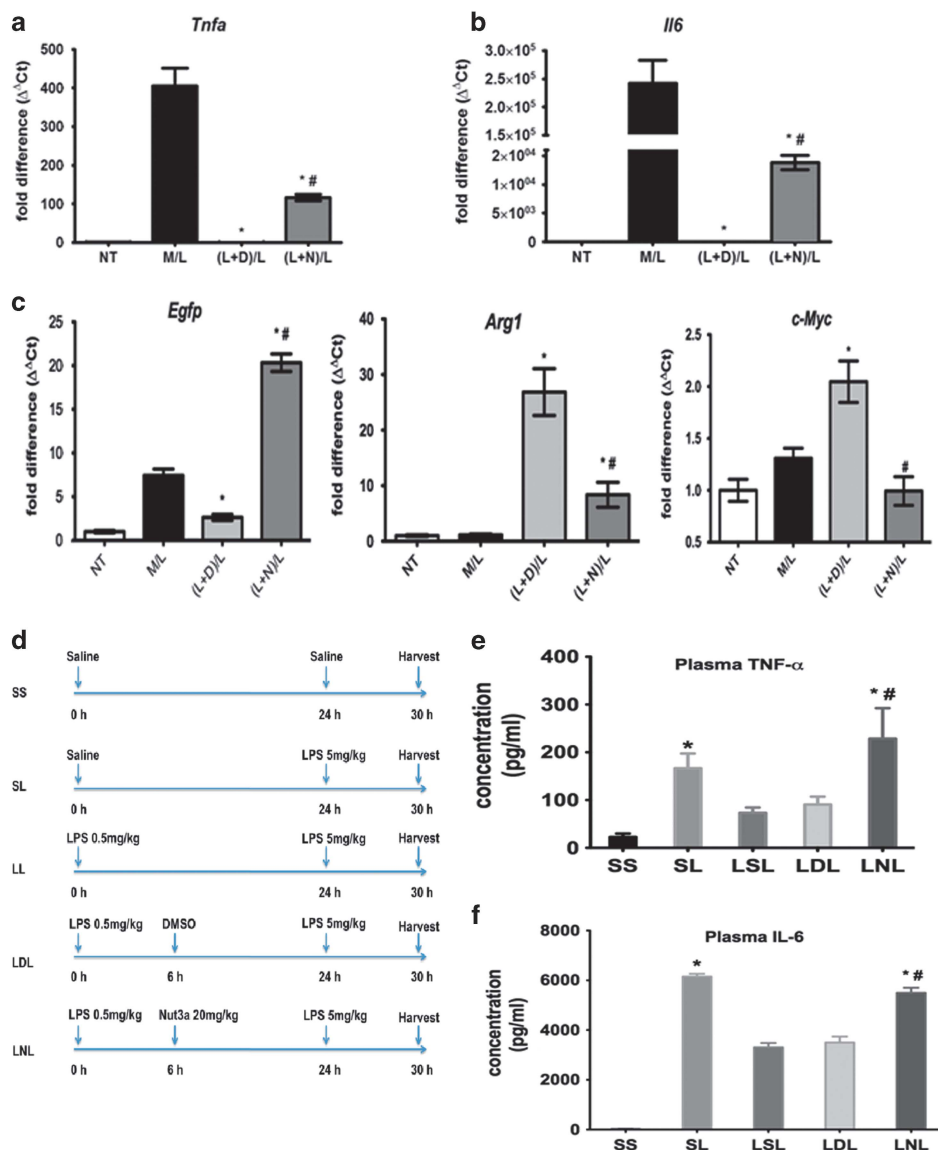 a
Tnfa
fold difference (Δ^ΔCt)
500
400
300
200
100
0
*
* #
NT M/L (L+D)/L (L+N)/L
b
Il6
fold difference (Δ^ΔCt)
3.0×10⁵
2.5×10⁵
2.0×10⁵
1.5×10⁵
2×10⁰⁴
1×10⁰⁴
5×10⁰³
0
*
* #
NT M/L (L+D)/L (L+N)/L
c
Egfp
fold difference (Δ^ΔCt)
25
20
15
10
5
0
*
* #
NT M/L (L+D)/L (L+N)/L
Arg1
fold difference (Δ^ΔCt)
40
30
20
10
0
*
* #
NT M/L (L+D)/L (L+N)/L
c-Myc
fold difference (Δ^ΔCt)
2.5
2.0
1.5
1.0
0.5
*
#
NT M/L (L+D)/L (L+N)/L
d
Saline Saline Harvest
SS
0 h 24 h 30 h
Saline LPS 5mg/kg Harvest
SL
0 h 24 h 30 h
LPS 0.5mg/kg LPS 5mg/kg Harvest
LL
0 h 24 h 30 h
LPS 0.5mg/kg DMSO LPS 5mg/kg Harvest
LDL
0 h 6 h 24 h 30 h
LPS 0.5mg/kg Nut3a 20mg/kg LPS 5mg/kg Harvest
LNL
0 h 6 h 24 h 30 h
e
Plasma TNF-α
concentration
(pg/ml)
400
300
200
100
0
*
* #
SS SL LSL LDL LNL
f
Plasma IL-6
concentration
(pg/ml)
8000
6000
4000
2000
0
*
* #
SS SL LSL LDL LNL